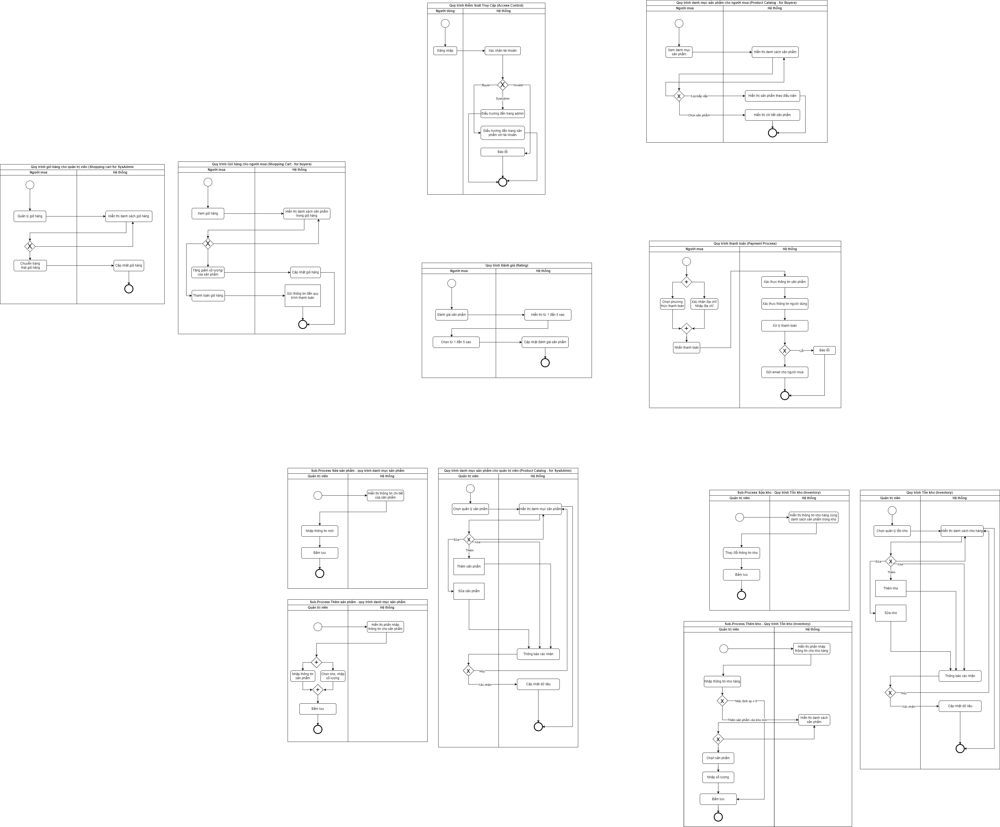 Quy trình Kiểm Soát Truy Cập (Access Control)
Người dùng
Hệ thống
Đăng nhập
Xác nhận tài khoản
X
Buyer
Invalid
SysAdmin
Điều hướng đến trang admin
Điều hướng đến trang sản
phẩm với tài khoản
Báo lỗi
Quy trình danh mục sản phẩm cho người mua (Product Catalog - for Buyers)
Người mua
Hệ thống
Xem danh mục
sản phẩm
Hiển thị danh sách sản phẩm
X
Lọc/sắp xếp
Hiển thị sản phẩm theo điều kiện
Chọn sản phẩm
Hiển thị chi tiết sản phẩm
Quy trình giỏ hàng cho quản trị viên (Shopping cart for SysAdmin
Người mua
Hệ thống
Quản lý giỏ hàng
Hiển thị danh sách giỏ hàng
X
Chuyển trạng
thái giỏ hàng
Cập nhật giỏ hàng
Quy trình Giỏ hàng cho người mua (Shopping Cart - for buyers)
Người mua
Hệ thống
Xem giỏ hàng
Hiển thị danh sách sản phẩm
trong giỏ hàng
X
Tăng giảm số lượng/
xóa sản phẩm
Cập nhật giỏ hàng
Thanh toán giỏ hàng
Gửi thông tin đến quy
trình thanh toán
Quy trình Đánh giá (Rating)
Người mua
Hệ thống
Đánh giá sản phẩm
Hiển thị từ 1 đến 5 sao
Chọn từ 1 đến 5 sao
Cập nhật đánh giá sản phẩm
Quy trình thanh toán (Payment Process)
Người mua
Hệ thống
+
Chọn phương
thức thanh toán
Xác nhận địa chỉ/
Nhập địa chỉ
+
Nhấn thanh toán
Xác thực thông tin sản phẩm
Xác thực thông tin người dùng
Xử lý thanh toán
X
Lỗi
Báo lỗi
Gửi email cho người mua
Sub-Process Sửa sản phẩm - quy trình danh mục sản phẩm
Quản trị viên
Hệ thống
Hiển thị thông tin chi tiết
của sản phẩm
Nhập thông tin mới
Bấm lưu
Sub-Process Thêm sản phẩm - quy trình danh mục sản phẩm
Quản trị viên
Hệ thống
Hiển thị phần nhập
thông tin cho sản phẩm
+
Nhập thông tin
sản phẩm
Chọn kho, nhập
số lượng
+
Bấm lưu
Quy trình danh mục sản phẩm cho quản trị viên (Product Catalog - for SysAdmin)
Quản trị viên
Hệ thống
Chọn quản lý sản phẩm
Hiển thị danh mục sản phẩm
X
Sửa
Xóa
Thêm
Thêm sản phẩm
Sửa sản phẩm
Thông báo xác nhận
X
Hủy
Xác nhận
Cập nhật dữ liệu
Sub-Process Sửa kho - Quy trình Tồn kho (Inventory)
Quản trị viên
Hệ thống
Hiển thị thông tin kho hàng cùng
danh sách sản phẩm trong kho
Thay đổi thông tin kho
Bấm lưu
Sub-Process Thêm kho - Quy trình Tồn kho (Inventory)
Quản trị viên
Hệ thống
Hiển thị phần nhập
thông tin cho kho hàng
Nhập thông tin kho hàng
X
Mặc định sp = 0
Thêm sản phẩm vào kho mới
Hiển thị danh sách
sản phẩm
X
Chọn sản phẩm
Nhập số lượng
Bấm lưu
Quy trình Tồn kho (Inventory)
Quản trị viên
Hệ thống
Chọn quản lý tồn kho
Hiển thị danh sách kho hàng
X
Sửa
Xóa
Thêm
Thêm kho
Sửa kho
Thông báo xác nhận
X
Hủy
Xác nhận
Cập nhật dữ liệu